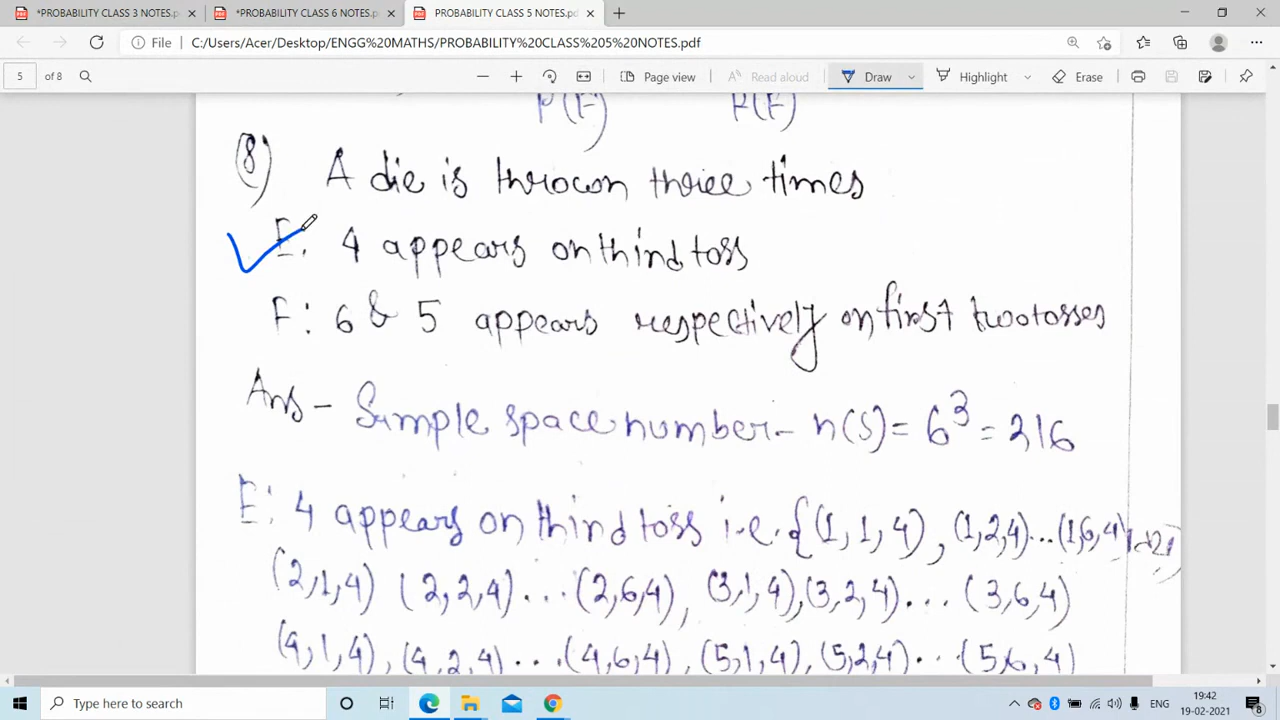 *PROBABILITY CLASS 3 NOTES.p
*PROBABILITY CLASS 6 NOTES.p
PROBABILITY CLASS 5 NOTES.pd
File C:/Users/Acer/Desktop/ENGG%20MATHS/PROBABILITY%20CLASS%205%20NOTES.pdf
5 of 8 Page view Read aloud Draw Highlight Erase
P(F) P(F)
(8) A die is thrown three times
E: 4 appears on third toss
F: 6 & 5 appears respectively on first two tosses
Ans - Sample space number - n(S) = 6³ = 216
E: 4 appears on third toss i.e. {(1,1,4), (1,2,4)...(1,6,4)
(2,1,4) (2,2,4)...(2,6,4), (3,1,4),(3,2,4)...(3,6,4)
(4,1,4), (4,2,4)...(4,6,4), (5,1,4), (5,2,4)...(5,6,4)
Type here to search
ENG 19:42
19-02-2021
8